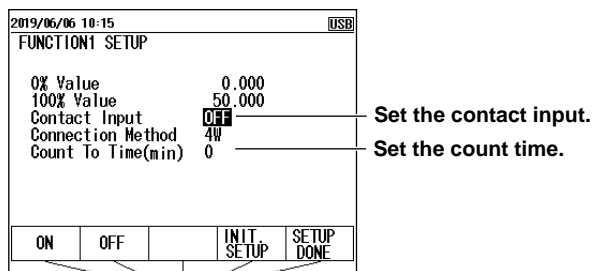 2019/06/06 10:15 USB
FUNCTION1 SETUP
0% Value 0.000
100% Value 50.000
Contact Input OFF
Set the contact input.
Connection Method 4W
Count To Time(min) 0
Set the count time.
ON OFF INIT. SETUP SETUP DONE